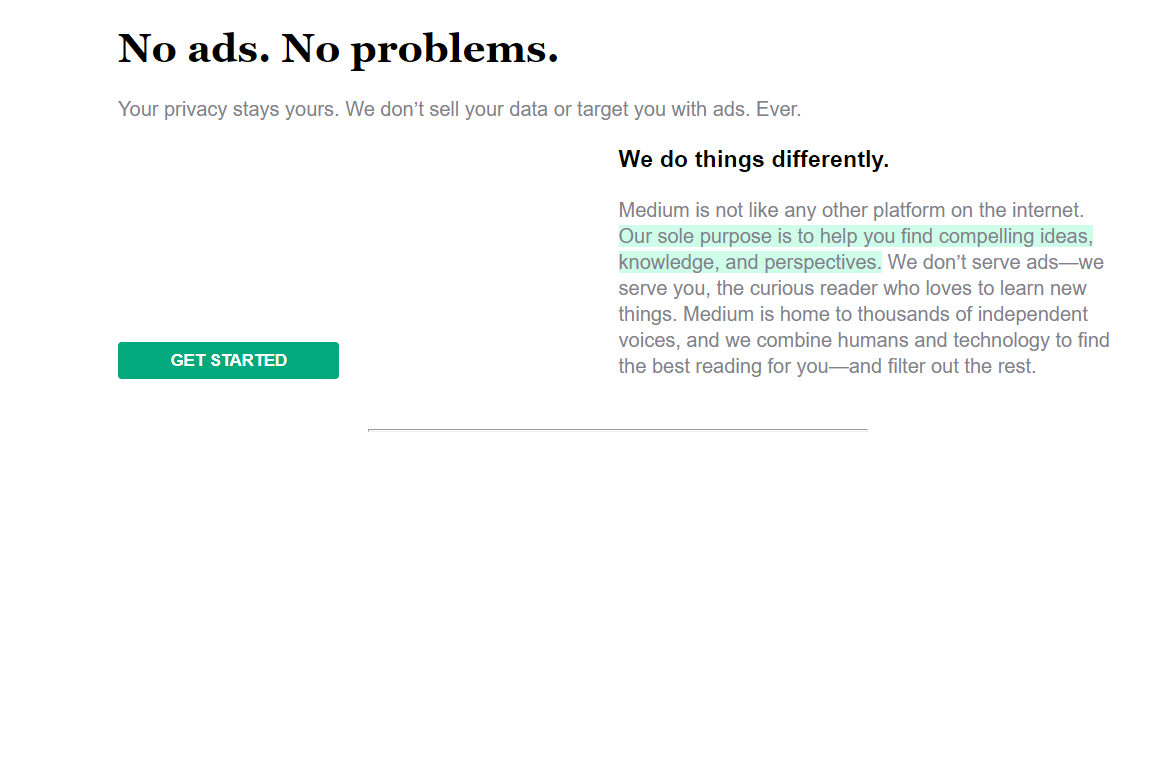 No ads. No problems.
Your privacy stays yours. We don’t sell your data or target you with ads. Ever.
We do things differently.
Medium is not like any other platform on the internet.
Our sole purpose is to help you find compelling ideas,
knowledge, and perspectives. We don’t serve ads—we
serve you, the curious reader who loves to learn new
things. Medium is home to thousands of independent
voices, and we combine humans and technology to find
the best reading for you—and filter out the rest.
GET STARTED